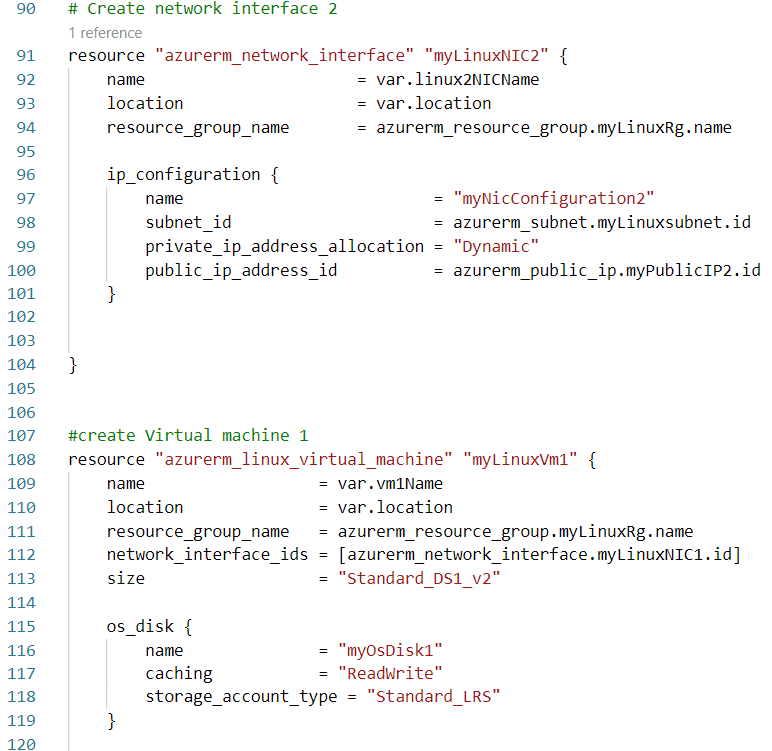 90 # Create network interface 2
1 reference
91 resource "azurerm_network_interface" "myLinuxNIC2" {
92 name = var.linux2NICName
93 location = var.location
94 resource_group_name = azurerm_resource_group.myLinuxRg.name
95
96 ip_configuration {
97 name = "myNicConfiguration2"
98 subnet_id = azurerm_subnet.myLinuxsubnet.id
99 private_ip_address_allocation = "Dynamic"
100 public_ip_address_id = azurerm_public_ip.myPublicIP2.id
101 }
102
103
104 }
105
106
107 #create Virtual machine 1
108 resource "azurerm_linux_virtual_machine" "myLinuxVm1" {
109 name = var.vm1Name
110 location = var.location
111 resource_group_name = azurerm_resource_group.myLinuxRg.name
112 network_interface_ids = [azurerm_network_interface.myLinuxNIC1.id]
113 size = "Standard_DS1_v2"
114
115 os_disk {
116 name = "myOsDisk1"
117 caching = "ReadWrite"
118 storage_account_type = "Standard_LRS"
119 }
120